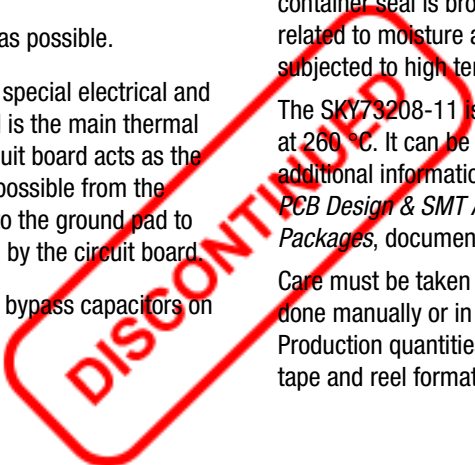 as possible.
special electrical and
is the main thermal
uit board acts as the
possible from the
o the ground pad to
by the circuit board.
bypass capacitors on
container seal is bro
related to moisture a
subjected to high ter
The SKY73208-11 is
at 260 °C. It can be
additional informatio
PCB Design & SMT A
Packages, documen
Care must be taken
done manually or in
Production quantitie
tape and reel format
DISCONTINUED